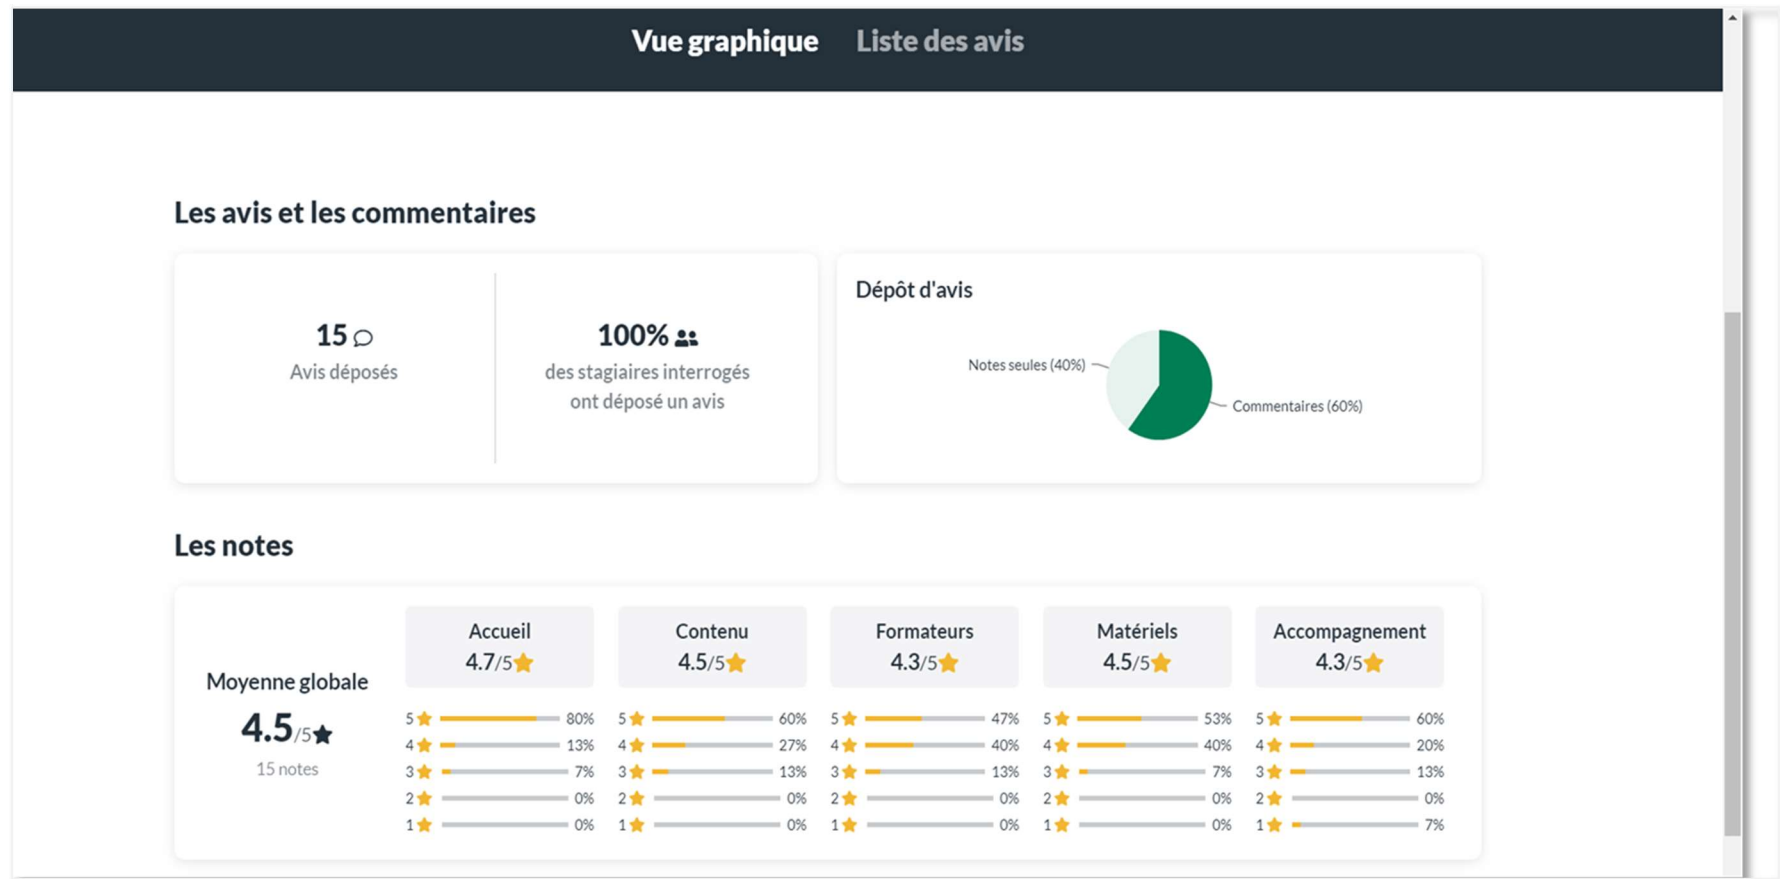 Vue graphique Liste des avis
Les avis et les commentaires
15
Avis déposés
100%
des stagiaires interrogés
ont déposé un avis
Dépôt d'avis
Notes seules (40%)
Commentaires (60%)
Les notes
Moyenne globale
4.5/5
15 notes
Accueil
4.7/5
5 80%
4 13%
3 7%
2 0%
1 0%
Contenu
4.5/5
5 60%
4 27%
3 13%
2 0%
1 0%
Formateurs
4.3/5
5 47%
4 40%
3 13%
2 0%
1 0%
Matériels
4.5/5
5 53%
4 40%
3 7%
2 0%
1 0%
Accompagnement
4.3/5
5 60%
4 20%
3 13%
2 0%
1 7%